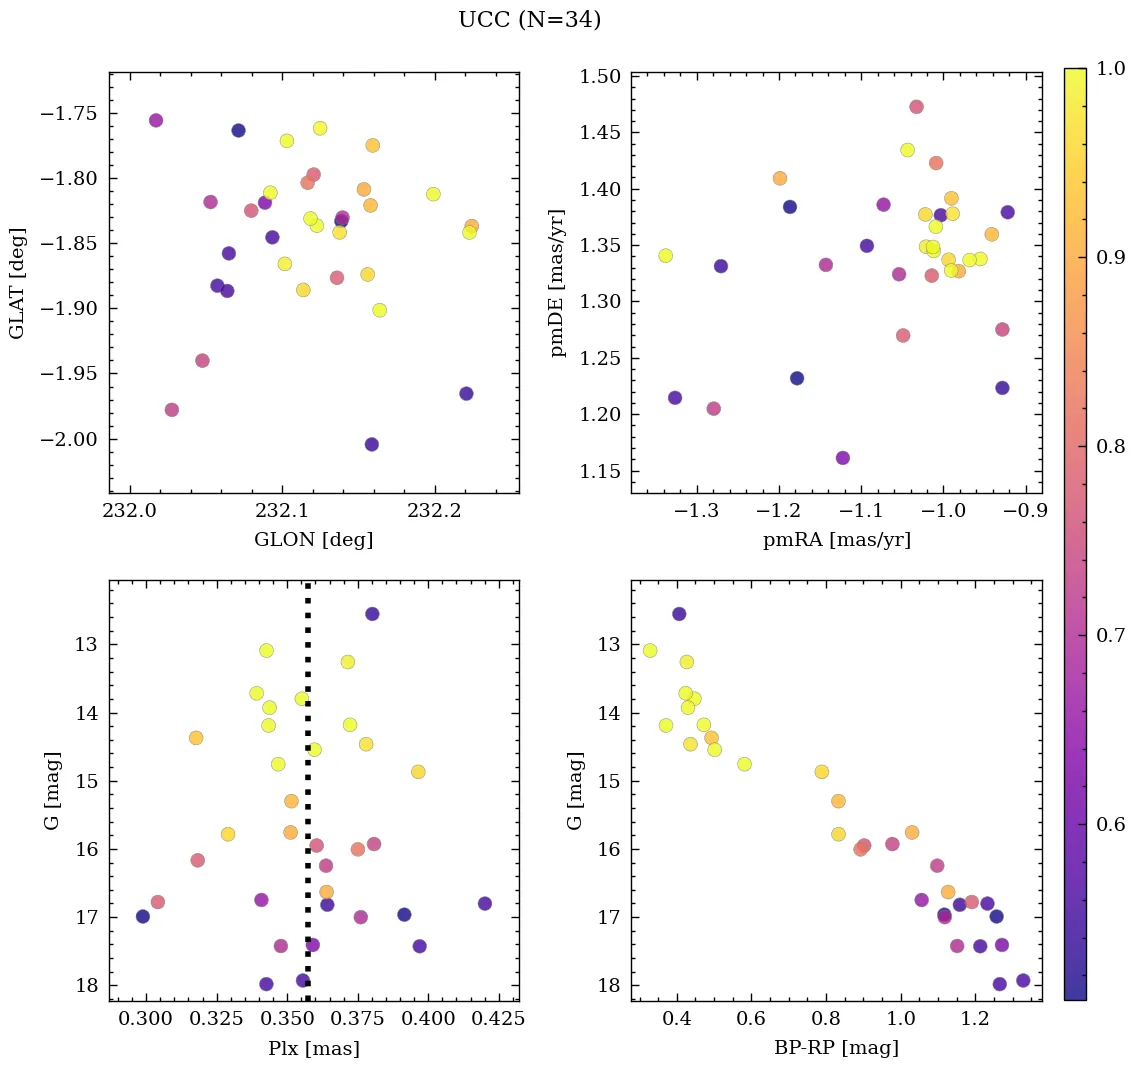 UCC (N=34)
−1.75
−1.80
−1.85
−1.90
−1.95
−2.00
GLAT [deg]
232.0 232.1 232.2
GLON [deg]
1.50
1.45
1.40
1.35
1.30
1.25
1.20
1.15
pmDE [mas/yr]
−1.3 −1.2 −1.1 −1.0 −0.9
pmRA [mas/yr]
13
14
15
16
17
18
G [mag]
0.300 0.325 0.350 0.375 0.400 0.425
Plx [mas]
13
14
15
16
17
18
G [mag]
0.4 0.6 0.8 1.0 1.2
BP-RP [mag]
1.0
0.9
0.8
0.7
0.6